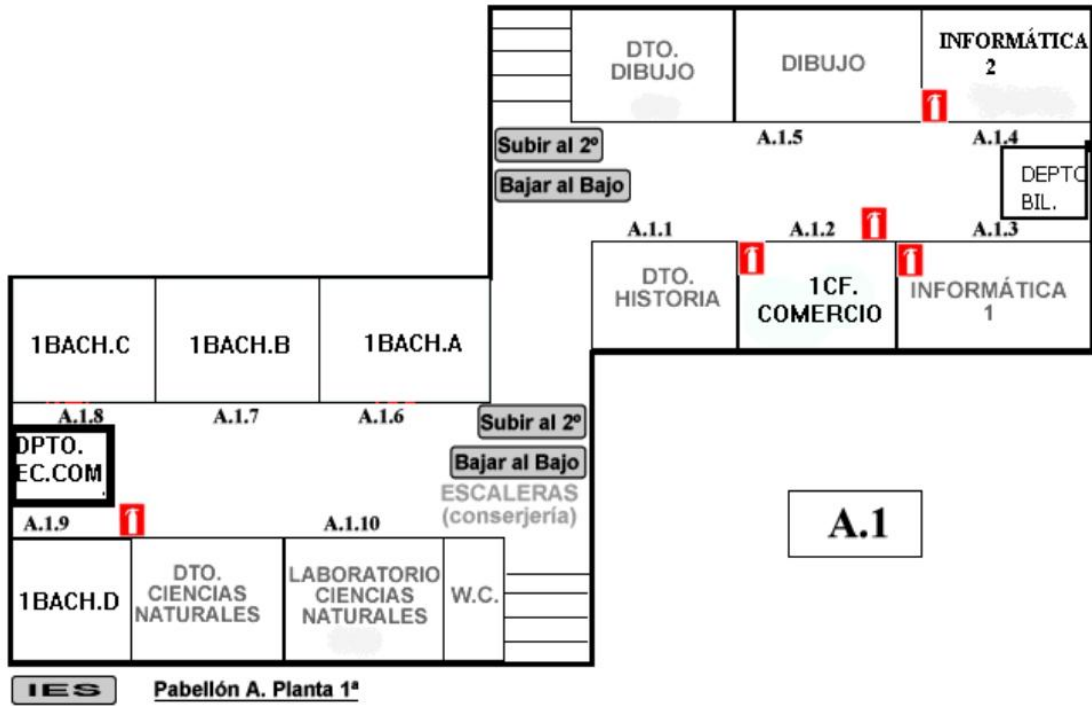 DTO.
DIBUJO
DIBUJO
INFORMÁTICA
2
Subir al 2º
A.1.5
A.1.4
Bajar al Bajo
DEPTO
BIL.
A.1.1
A.1.2
A.1.3
DTO.
HISTORIA
1CF.
COMERCIO
INFORMÁTICA
1
1BACH.C
1BACH.B
1BACH.A
A.1.8
A.1.7
A.1.6
Subir al 2º
DPTO.
EC.COM.
Bajar al Bajo
ESCALERAS
(conserjería)
A.1.9
A.1.10
A.1
1BACH.D
DTO.
CIENCIAS
NATURALES
LABORATORIO
CIENCIAS
NATURALES
W.C.
IES
Pabellón A. Planta 1ª